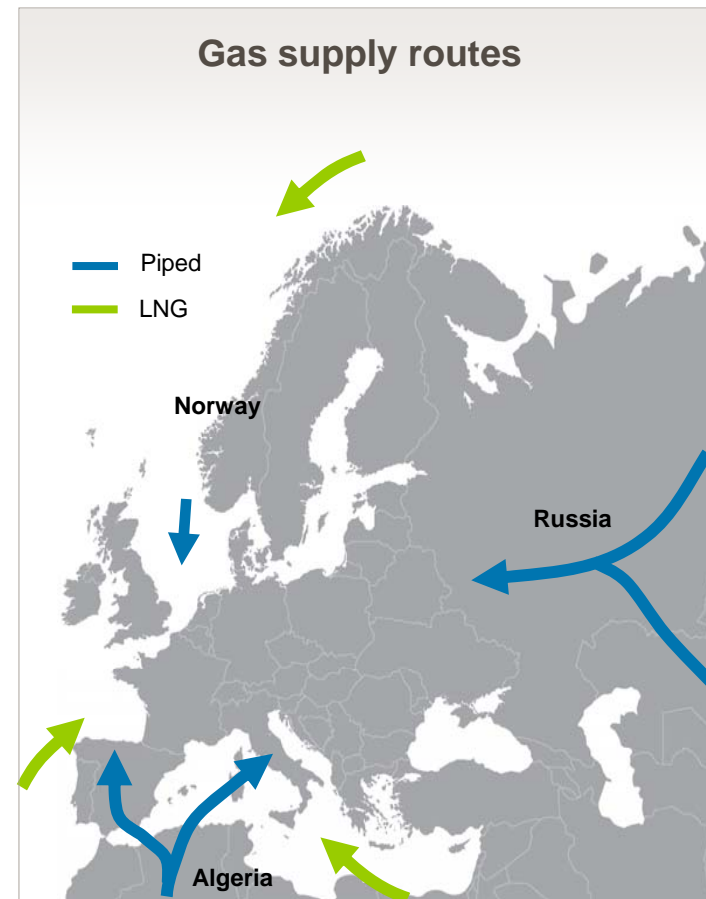 Gas supply routes
Piped
LNG
Norway
Russia
Algeria